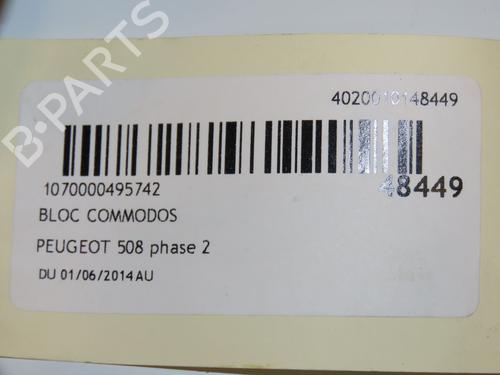 B-PARTS
4020010148449
1070000495742
48449
BLOC COMMODOS
PEUGEOT 508 phase 2
DU 01/06/2014 AU